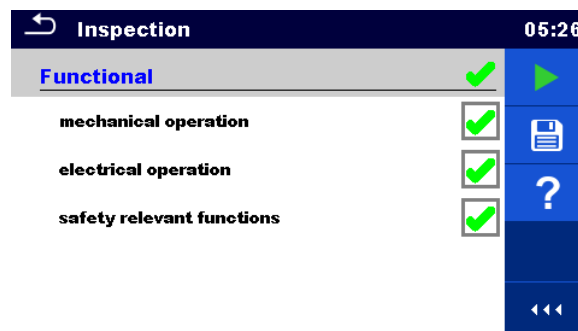 Inspection 05:26
Functional
mechanical operation
electrical operation
safety relevant functions
?